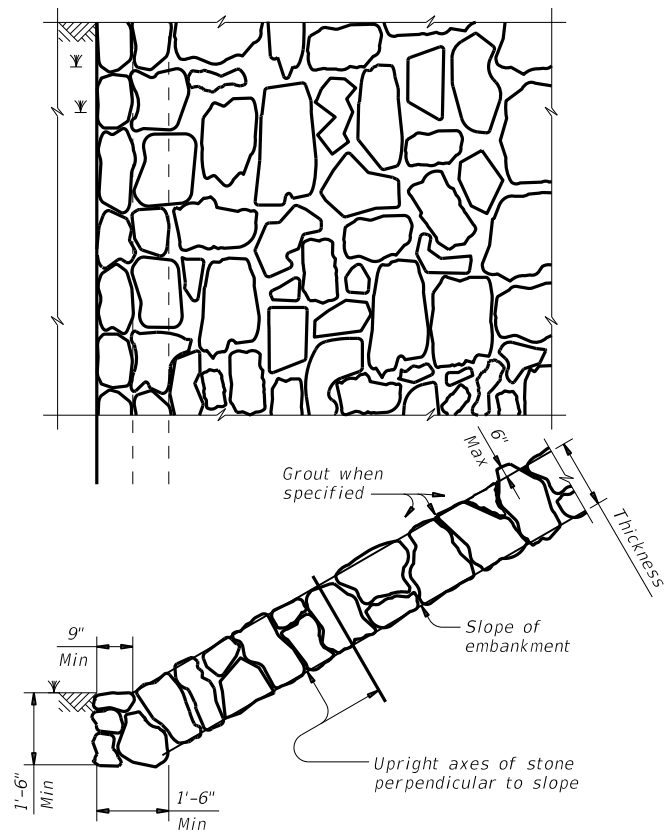 6"
Max
Grout when
specified
Thickness
Slope of
embankment
9"
Min
1'-6"
Min
1'-6"
Min
Upright axes of stone
perpendicular to slope